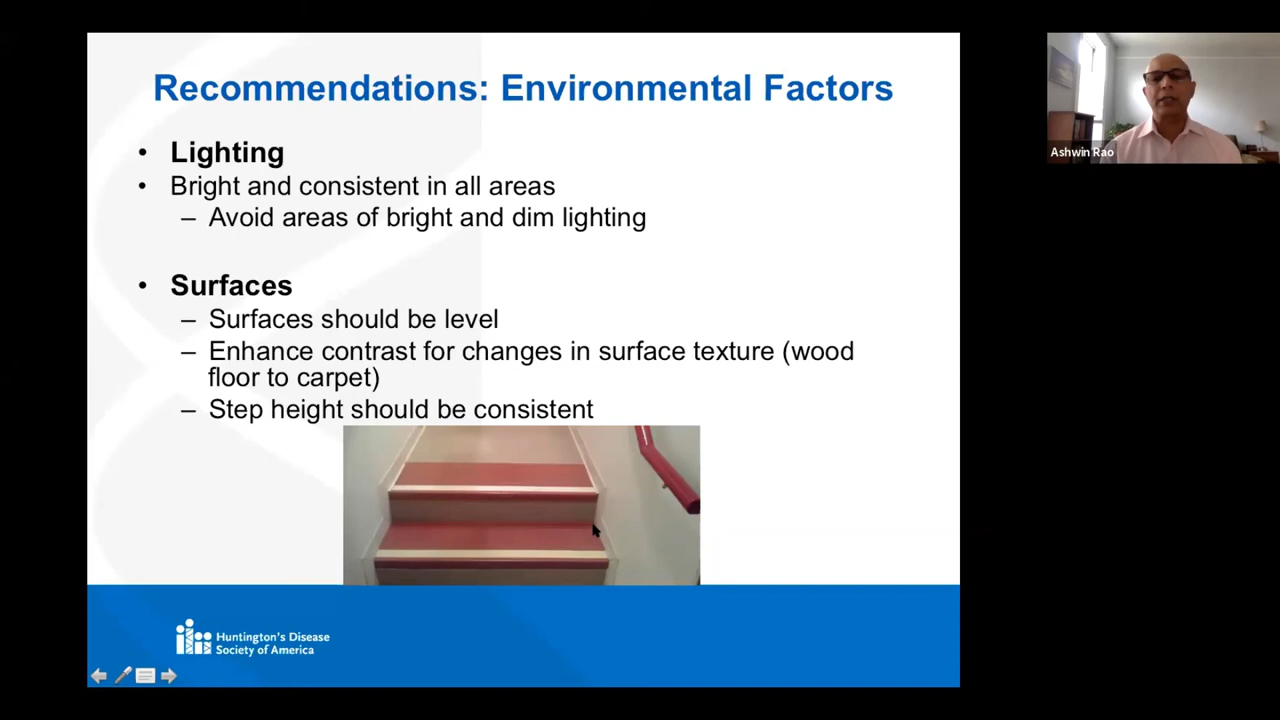 Recommendations: Environmental Factors
• Lighting
• Bright and consistent in all areas
– Avoid areas of bright and dim lighting
• Surfaces
– Surfaces should be level
– Enhance contrast for changes in surface texture (wood
floor to carpet)
– Step height should be consistent
Huntington's Disease
Society of America
Ashwin Rao